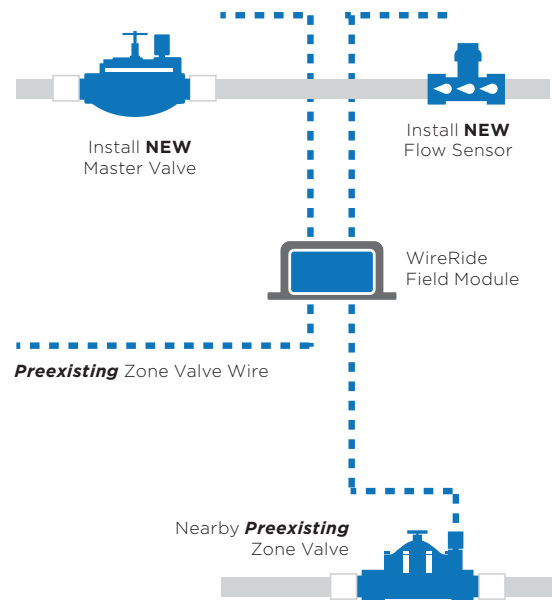 Install NEW
Master Valve
Install NEW
Flow Sensor
WireRide
Field Module
Preexisting Zone Valve Wire
Nearby Preexisting
Zone Valve